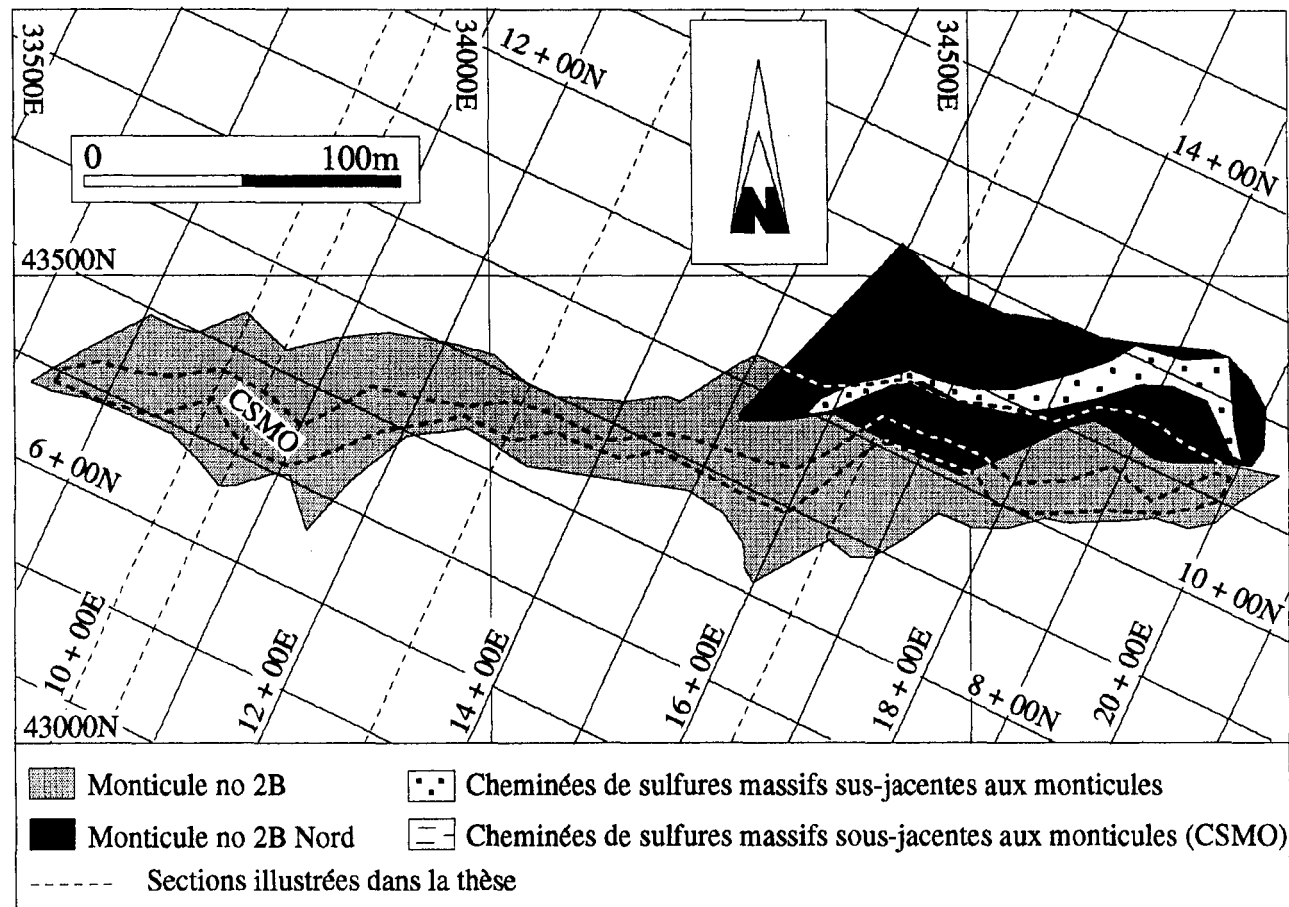 33500E
34000E
34500E
12 + 00N
14 + 00N
0 100m
N
43500N
CSMO
6 + 00N
10 + 00E
12 + 00E
14 + 00E
16 + 00E
18 + 00E
8 + 00N
20 + 00E
10 + 00N
43000N
Monticule no 2B
Cheminées de sulfures massifs sus-jacentes aux monticules
Monticule no 2B Nord
Cheminées de sulfures massifs sous-jacentes aux monticules (CSMO)
Sections illustrées dans la thèse